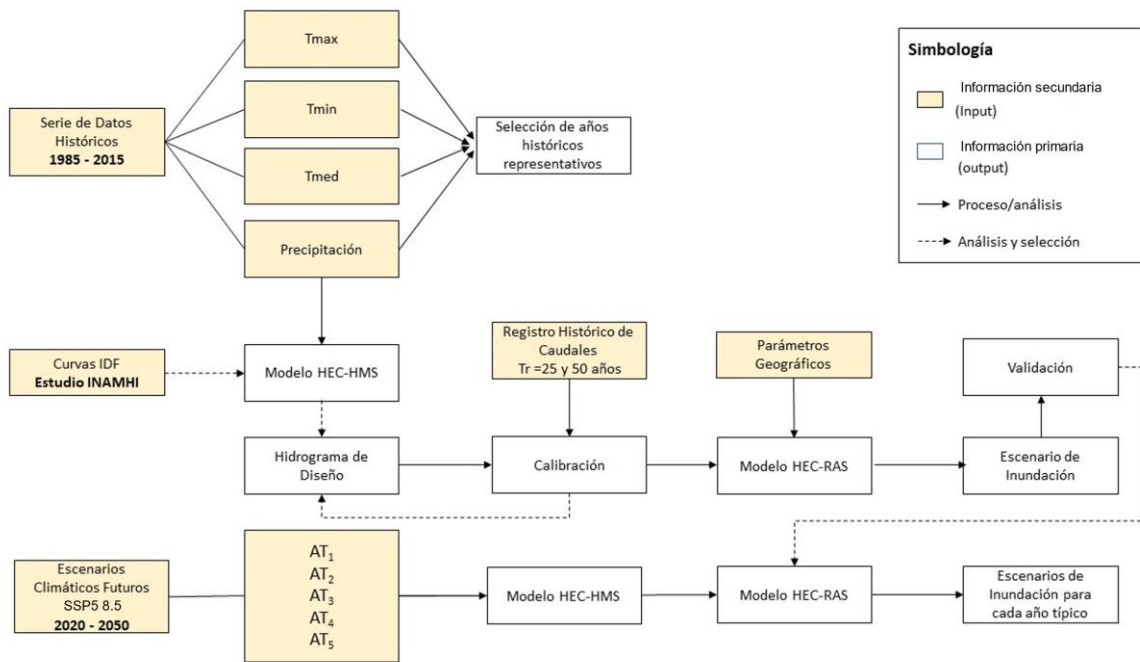 Tmax
Simbología
Información secundaria
(Input)
Información primaria
(output)
Proceso/análisis
Análisis y selección
Serie de Datos
Históricos
1985 - 2015
Tmin
Tmed
Precipitación
Selección de años
históricos
representativos
Curvas IDF
Estudio INAMHI
Modelo HEC-HMS
Registro Histórico de
Caudales
Tr =25 y 50 años
Parámetros
Geográficos
Validación
Hidrograma de
Diseño
Calibración
Modelo HEC-RAS
Escenario de
Inundación
Escenarios
Climáticos Futuros
SSP5 8.5
2020 - 2050
AT₁
AT₂
AT₃
AT₄
AT₅
Modelo HEC-HMS
Modelo HEC-RAS
Escenarios de
Inundación para
cada año típico